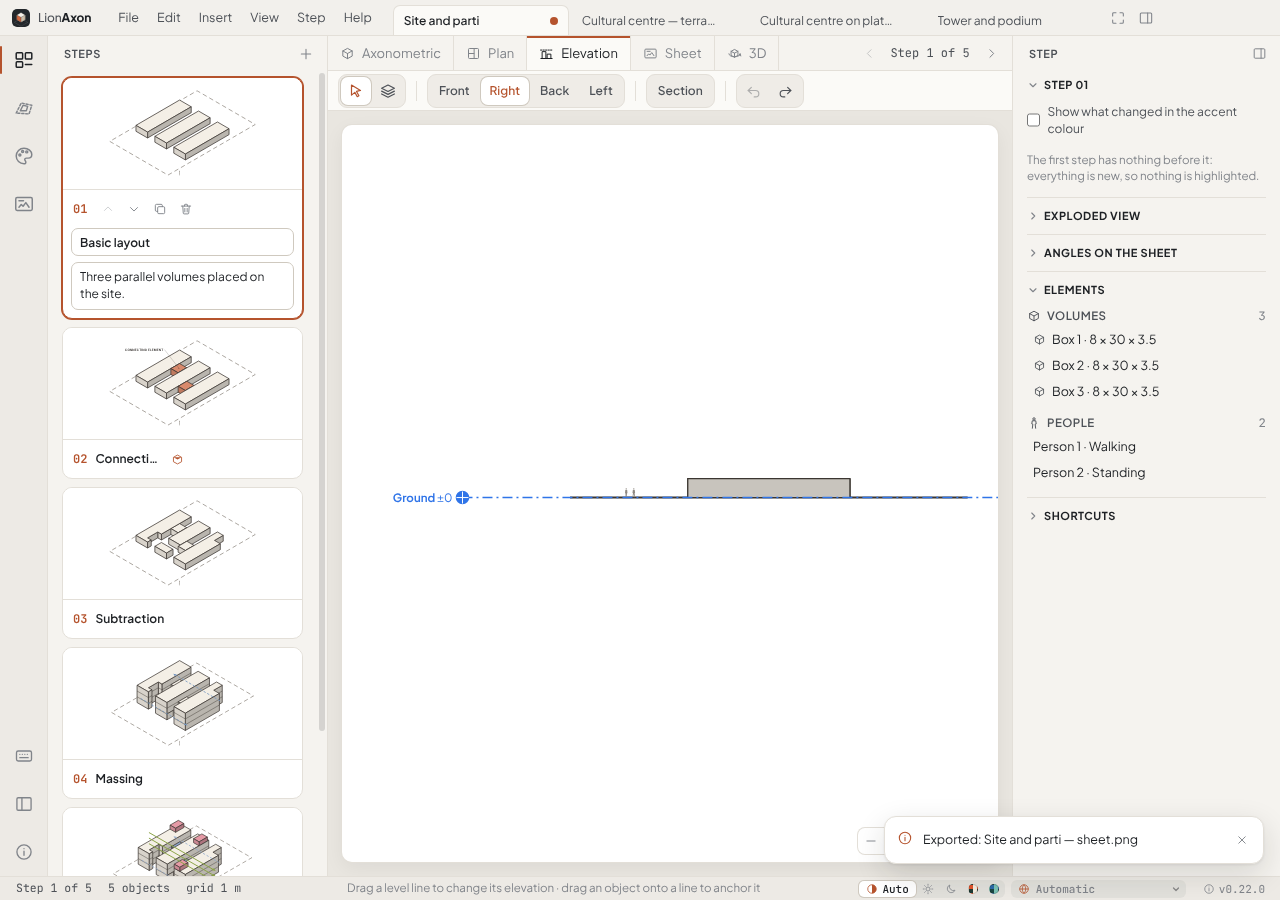 LionAxon
File Edit Insert View Step Help
Site and parti
Cultural centre — terra…
Cultural centre on plat…
Tower and podium
STEPS
Axonometric
Plan
Elevation
Sheet
3D
Step 1 of 5
STEP
Front
Right
Back
Left
Section
01
Basic layout
Three parallel volumes placed on
the site.
CONNECTION ELEMENT
02 Connecti…
03 Subtraction
04 Massing
Ground ±0
STEP 01
Show what changed in the accent
colour
The first step has nothing before it:
everything is new, so nothing is highlighted.
EXPLODED VIEW
ANGLES ON THE SHEET
ELEMENTS
VOLUMES 3
Box 1 · 8 × 30 × 3.5
Box 2 · 8 × 30 × 3.5
Box 3 · 8 × 30 × 3.5
PEOPLE 2
Person 1 · Walking
Person 2 · Standing
SHORTCUTS
Exported: Site and parti — sheet.png
Step 1 of 5 5 objects grid 1 m
Drag a level line to change its elevation · drag an object onto a line to anchor it
Auto
Automatic
v0.22.0